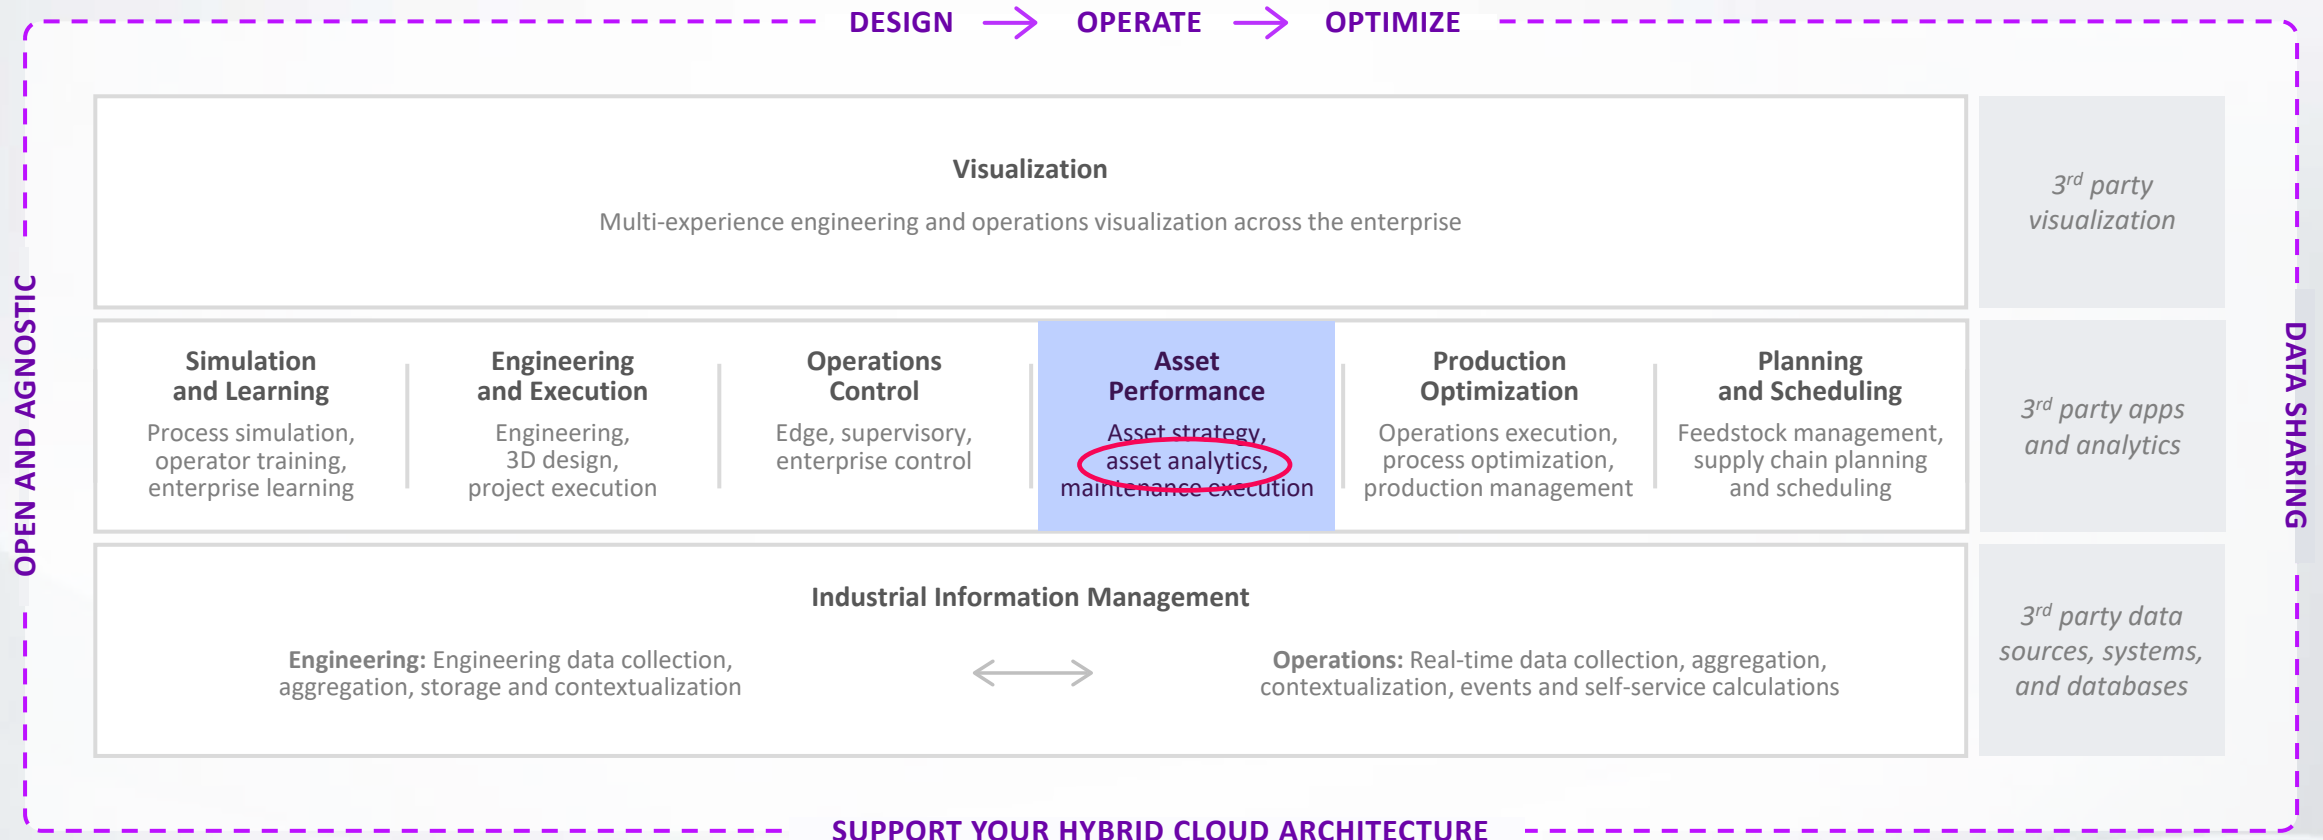 DESIGN → OPERATE → OPTIMIZE
OPEN AND AGNOSTIC
Visualization
Multi-experience engineering and operations visualization across the enterprise
3rd party
visualization
Simulation
and Learning
Process simulation,
operator training,
enterprise learning
Engineering
and Execution
Engineering,
3D design,
project execution
Operations
Control
Edge, supervisory,
enterprise control
Asset
Performance
Asset strategy,
asset analytics,
maintenance execution
Production
Optimization
Operations execution,
process optimization,
production management
Planning
and Scheduling
Feedstock management,
supply chain planning
and scheduling
3rd party apps
and analytics
DATA SHARING
Industrial Information Management
Engineering: Engineering data collection,
aggregation, storage and contextualization
Operations: Real-time data collection, aggregation,
contextualization, events and self-service calculations
3rd party data
sources, systems,
and databases
SUPPORT YOUR HYBRID CLOUD ARCHITECTURE